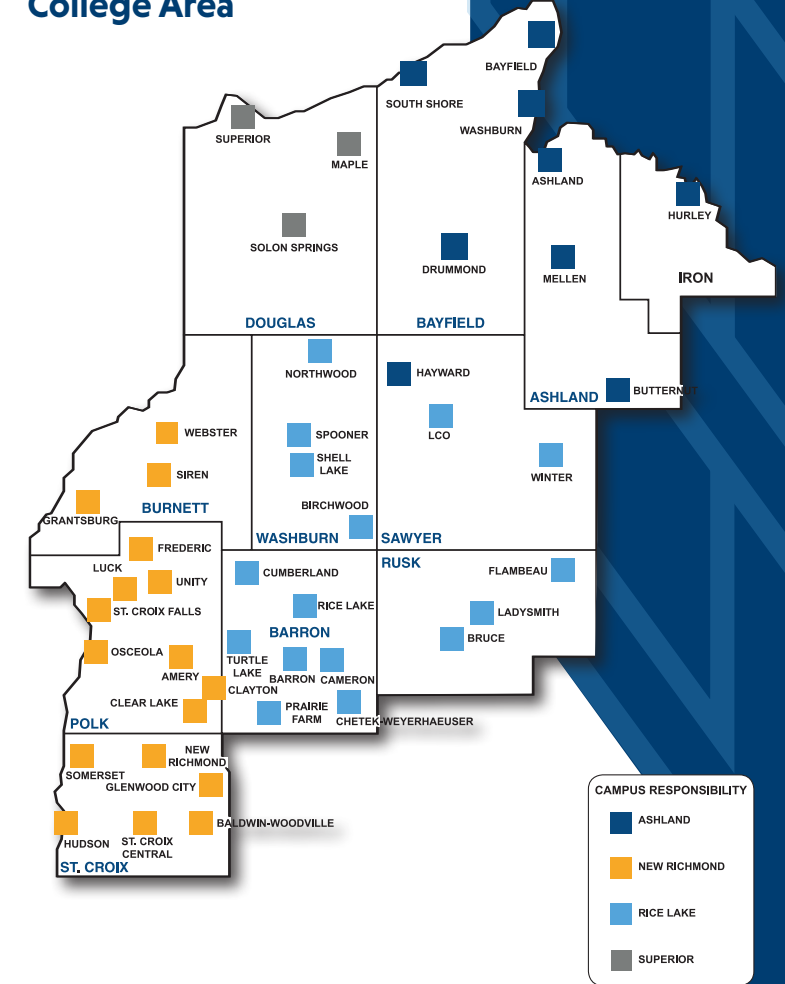 College Area
BAYFIELD
SOUTH SHORE
WASHBURN
SUPERIOR
MAPLE
ASHLAND
HURLEY
SOLON SPRINGS
DRUMMOND
MELLEN
IRON
DOUGLAS
BAYFIELD
NORTHWOOD
HAYWARD
ASHLAND
BUTTERNUT
WEBSTER
SPOONER
LCO
SIREN
SHELL
LAKE
WINTER
BIRCHWOOD
GRANTSBURG
BURNETT
WASHBURN
SAWYER
FREDERIC
RUSK
LUCK
UNITY
CUMBERLAND
FLAMBEAU
ST. CROIX FALLS
RICE LAKE
LADYSMITH
BARRON
BRUCE
OSCEOLA
TURTLE
LAKE
AMERY
BARRON
CAMERON
CLAYTON
CLEAR LAKE
PRAIRIE
FARM
CHETEK-WEYERHAEUSER
POLK
SOMERSET
NEW
RICHMOND
GLENWOOD CITY
HUDSON
ST. CROIX
CENTRAL
BALDWIN-WOODVILLE
ST. CROIX
CAMPUS RESPONSIBILITY
ASHLAND
NEW RICHMOND
RICE LAKE
SUPERIOR